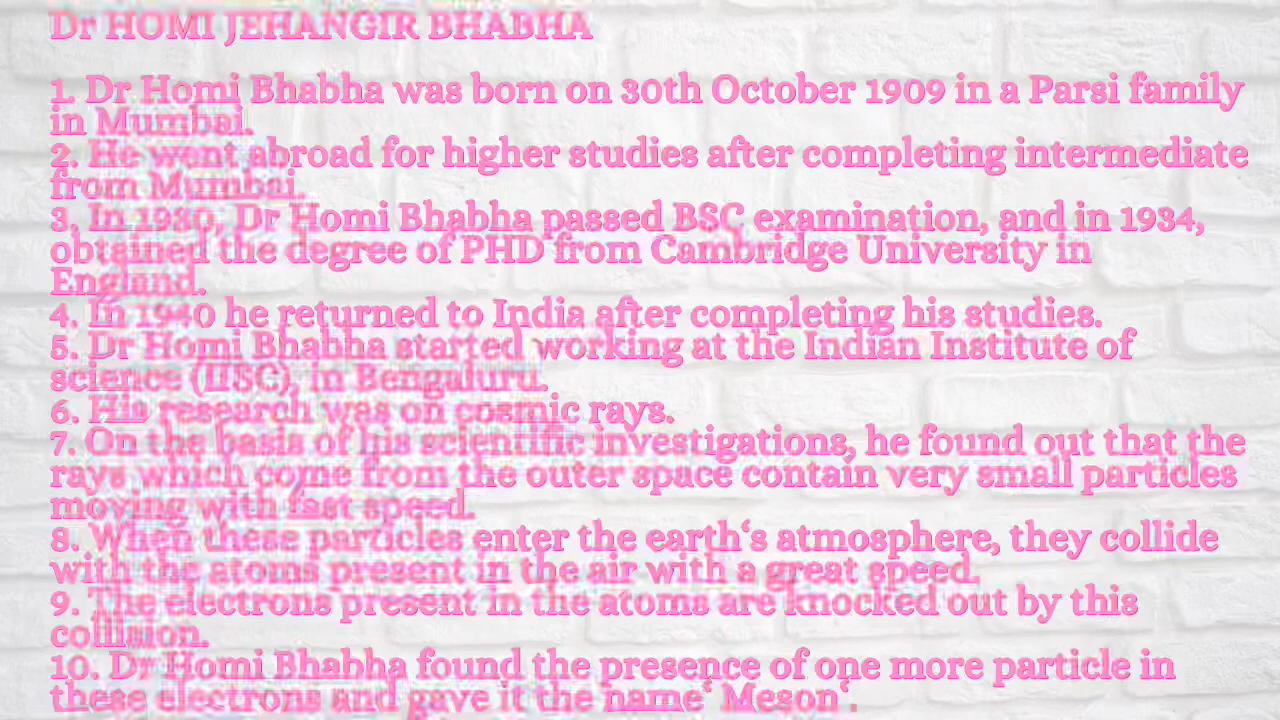 Dr HOMI JEHANGIR BHABHA
1. Dr Homi Bhabha was born on 30th October 1909 in a Parsi family
in Mumbai.
2. He went abroad for higher studies after completing intermediate
from Mumbai.
3, In 1930, Dr Homi Bhabha passed BSC examination, and in 1934,
obtained the degree of PHD from Cambridge University in
England.
4. In 1940 he returned to India after completing his studies.
5. Dr Homi Bhabha started working at the Indian Institute of
science (IISC), in Bengaluru.
6. His research was on cosmic rays.
7. On the basis of his scientific investigations, he found out that the
rays which come from the outer space contain very small particles
moving with fast speed.
8. When these particles enter the earth‘s atmosphere, they collide
with the atoms present in the air with a great speed.
9. The electrons present in the atoms are knocked out by this
collision.
10. Dr Homi Bhabha found the presence of one more particle in
these electrons and gave it the name‘ Meson‘ .